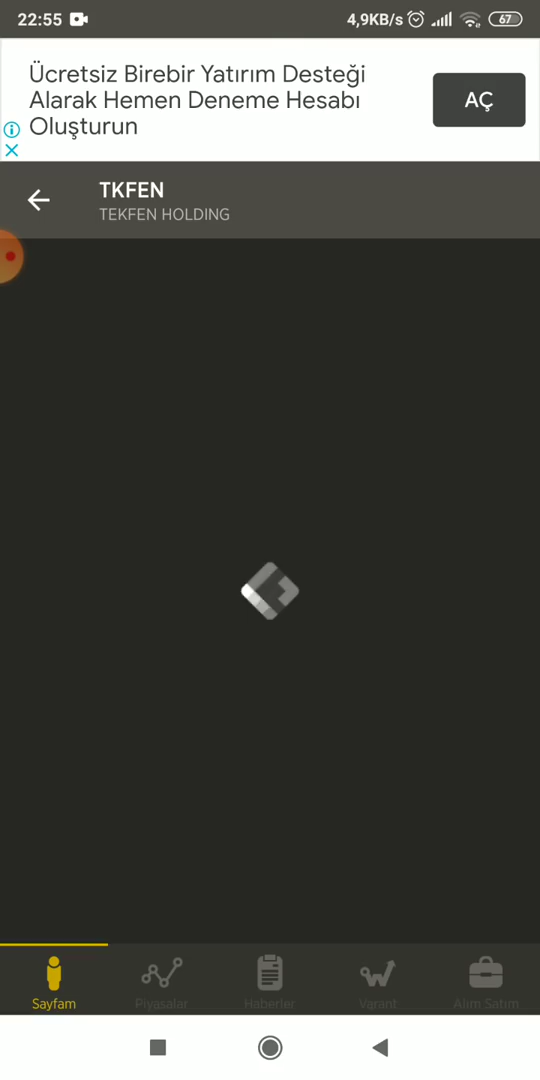 22:55
4,9KB/s
67
Ücretsiz Birebir Yatırım Desteği
Alarak Hemen Deneme Hesabı
Oluşturun
AÇ
TKFEN
TEKFEN HOLDING
Sayfam
Piyasalar
Haberler
Varant
Alım Satım